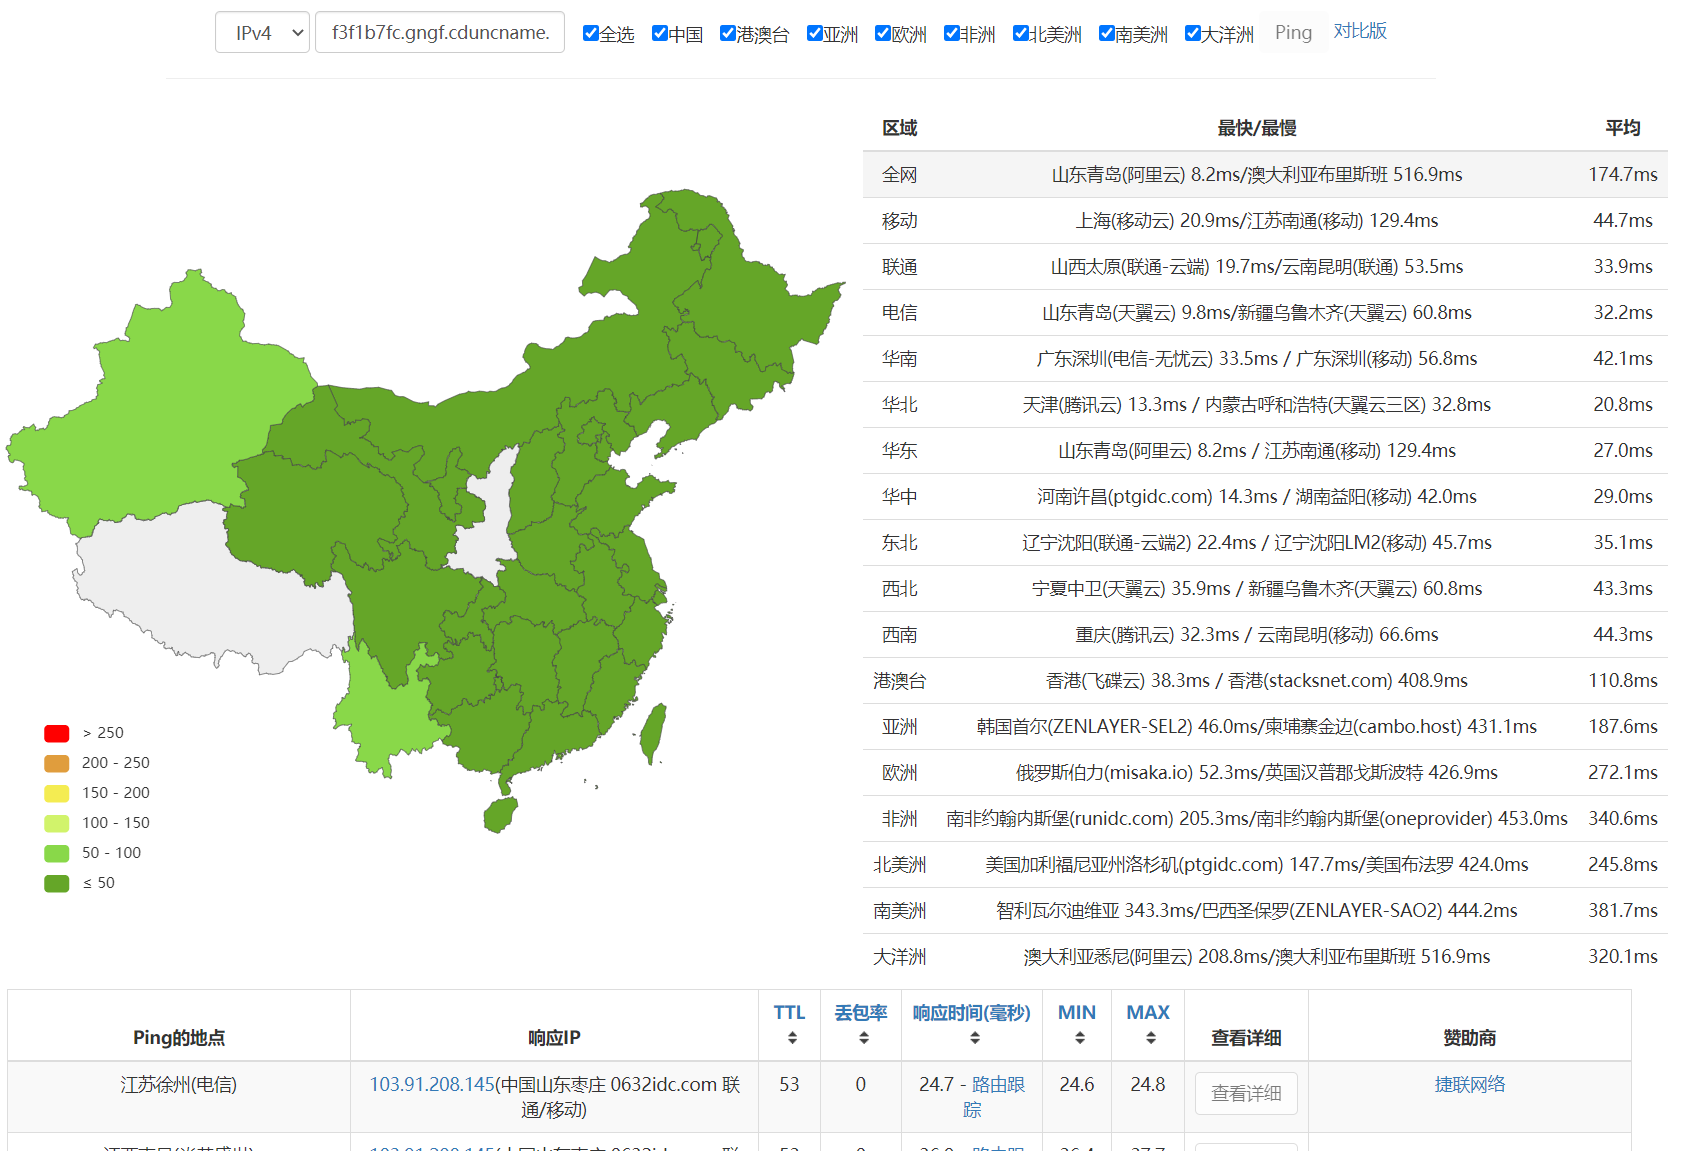 IPv4 f3f1b7fc.gngf.cduncname. 全选 中国 港澳台 亚洲 欧洲 非洲 北美洲 南美洲 大洋洲 Ping 对比版
区域 最快/最慢 平均
全网 山东青岛(阿里云) 8.2ms/澳大利亚布里斯班 516.9ms 174.7ms
移动 上海(移动云) 20.9ms/江苏南通(移动) 129.4ms 44.7ms
联通 山西太原(联通-云端) 19.7ms/云南昆明(联通) 53.5ms 33.9ms
电信 山东青岛(天翼云) 9.8ms/新疆乌鲁木齐(天翼云) 60.8ms 32.2ms
华南 广东深圳(电信-无忧云) 33.5ms / 广东深圳(移动) 56.8ms 42.1ms
华北 天津(腾讯云) 13.3ms / 内蒙古呼和浩特(天翼云三区) 32.8ms 20.8ms
华东 山东青岛(阿里云) 8.2ms / 江苏南通(移动) 129.4ms 27.0ms
华中 河南许昌(ptgidc.com) 14.3ms / 湖南益阳(移动) 42.0ms 29.0ms
东北 辽宁沈阳(联通-云端2) 22.4ms / 辽宁沈阳LM2(移动) 45.7ms 35.1ms
西北 宁夏中卫(天翼云) 35.9ms / 新疆乌鲁木齐(天翼云) 60.8ms 43.3ms
西南 重庆(腾讯云) 32.3ms / 云南昆明(移动) 66.6ms 44.3ms
港澳台 香港(飞碟云) 38.3ms / 香港(stacksnet.com) 408.9ms 110.8ms
亚洲 韩国首尔(ZENLAYER-SEL2) 46.0ms/柬埔寨金边(cambo.host) 431.1ms 187.6ms
欧洲 俄罗斯伯力(misaka.io) 52.3ms/英国汉普郡戈斯波特 426.9ms 272.1ms
非洲 南非约翰内斯堡(runidc.com) 205.3ms/南非约翰内斯堡(oneprovider) 453.0ms 340.6ms
北美洲 美国加利福尼亚州洛杉矶(ptgidc.com) 147.7ms/美国布法罗 424.0ms 245.8ms
南美洲 智利瓦尔迪维亚 343.3ms/巴西圣保罗(ZENLAYER-SAO2) 444.2ms 381.7ms
大洋洲 澳大利亚悉尼(阿里云) 208.8ms/澳大利亚布里斯班 516.9ms 320.1ms
> 250
200 - 250
150 - 200
100 - 150
50 - 100
≤ 50
Ping的地点 响应IP TTL 丢包率 响应时间(毫秒) MIN MAX 查看详细 赞助商
江苏徐州(电信) 103.91.208.145(中国山东枣庄 0632idc.com 联 53 0 24.7 - 路由跟 24.6 24.8 查看详细 捷联网络
通/移动) 踪